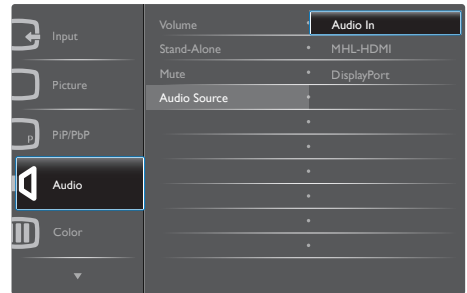 Input
Picture
P
PiP/PbP
Audio
Color
Volume
Stand-Alone
Mute
Audio Source
Audio In
MHL-HDMI
DisplayPort